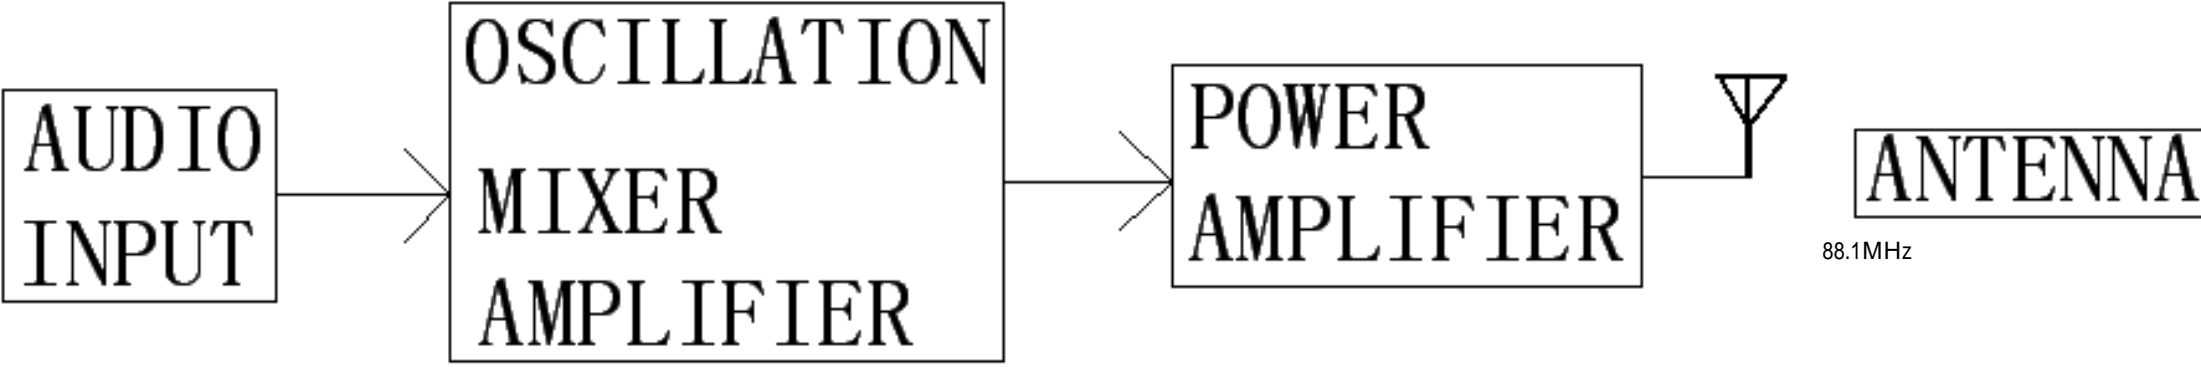 AUDIO
INPUT
OSCILLATION
MIXER
AMPLIFIER
POWER
AMPLIFIER
ANTENNA
88.1MHz